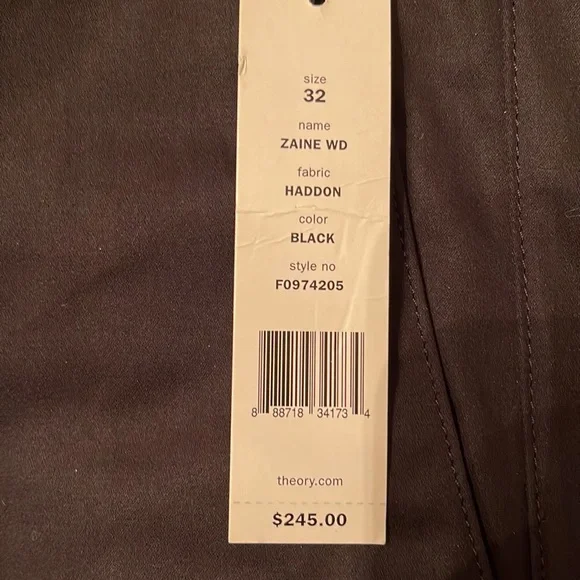 size
32
name
ZAINE WD
fabric
HADDON
color
BLACK
style no
F0974205
8 88718 34173 4
theory.com
$245.00